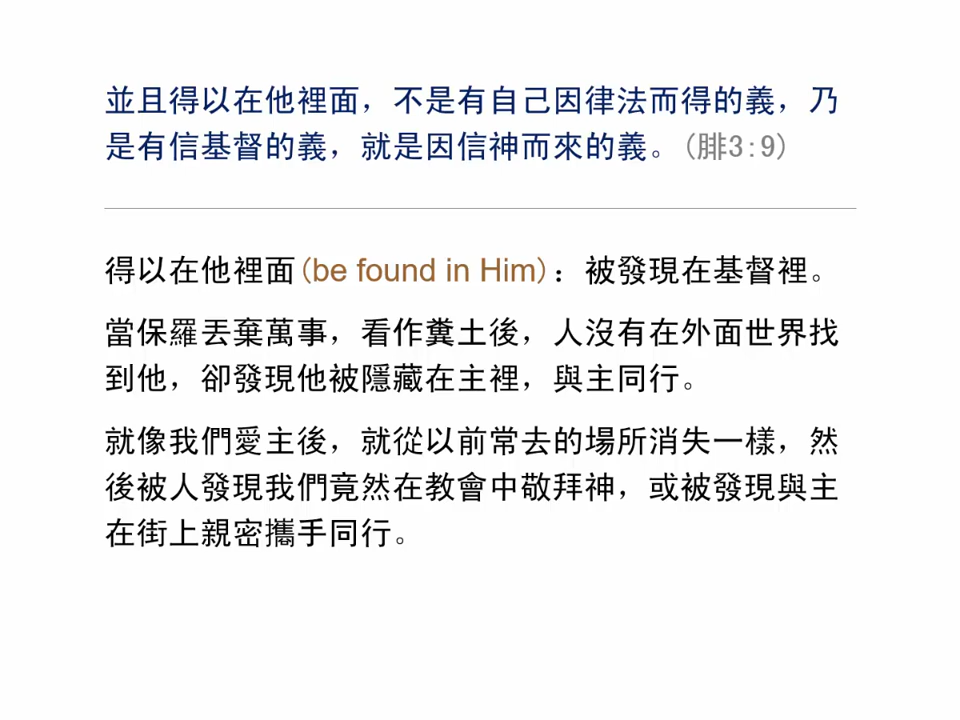 並且得以在他裡面，不是有自己因律法而得的義，乃
是有信基督的義，就是因信神而來的義。(腓3:9)
得以在他裡面(be found in Him)：被發現在基督裡。
當保羅丟棄萬事，看作糞土後，人沒有在外面世界找
到他，卻發現他被隱藏在主裡，與主同行。
就像我們愛主後，就從以前常去的場所消失一樣，然
後被人發現我們竟然在教會中敬拜神，或被發現與主
在街上親密攜手同行。